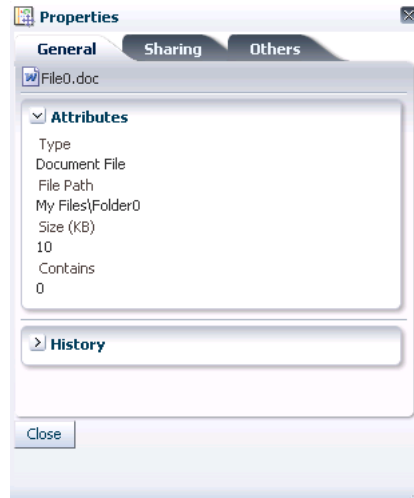 Properties
General Sharing Others
File0.doc
Attributes
Type
Document File
File Path
My Files\Folder0
Size (KB)
10
Contains
0
History
Close